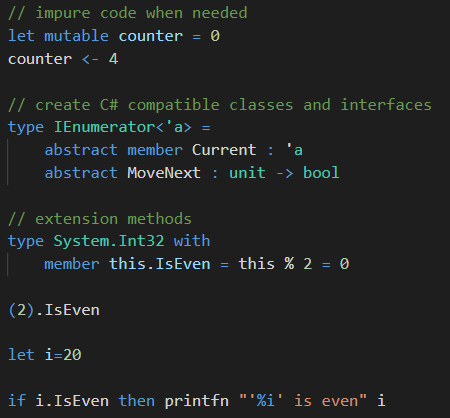 // impure code when needed
let mutable counter = 0
counter <- 4
// create C# compatible classes and interfaces
type IEnumerator<'a> =
    abstract member Current : 'a
    abstract MoveNext : unit -> bool
// extension methods
type System.Int32 with
    member this.IsEven = this % 2 = 0
(2).IsEven
let i=20
if i.IsEven then printfn "'%i' is even" i